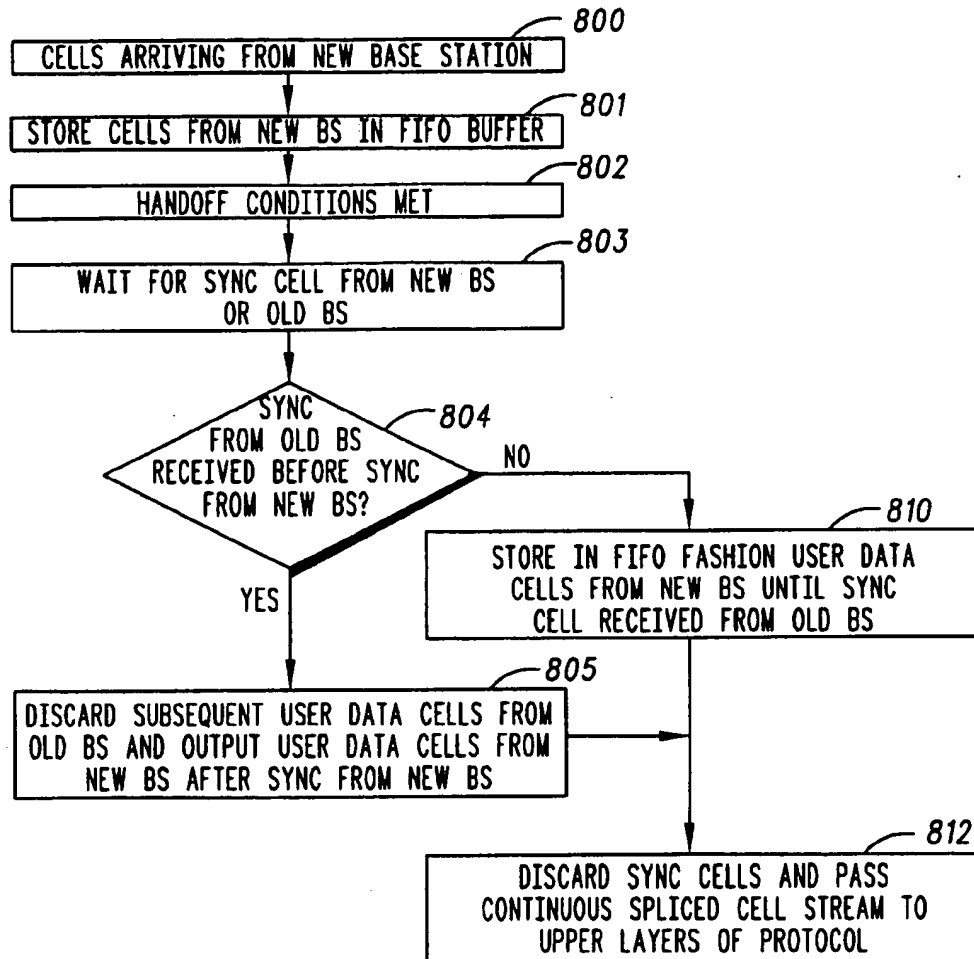 800
CELLS ARRIVING FROM NEW BASE STATION
801
STORE CELLS FROM NEW BS IN FIFO BUFFER
802
HANDOFF CONDITIONS MET
803
WAIT FOR SYNC CELL FROM NEW BS
OR OLD BS
804
SYNC
FROM OLD BS
RECEIVED BEFORE SYNC
FROM NEW BS?
NO
810
STORE IN FIFO FASHION USER DATA
CELLS FROM NEW BS UNTIL SYNC
CELL RECEIVED FROM OLD BS
YES
805
DISCARD SUBSEQUENT USER DATA CELLS FROM
OLD BS AND OUTPUT USER DATA CELLS FROM
NEW BS AFTER SYNC FROM NEW BS
812
DISCARD SYNC CELLS AND PASS
CONTINUOUS SPLICED CELL STREAM TO
UPPER LAYERS OF PROTOCOL